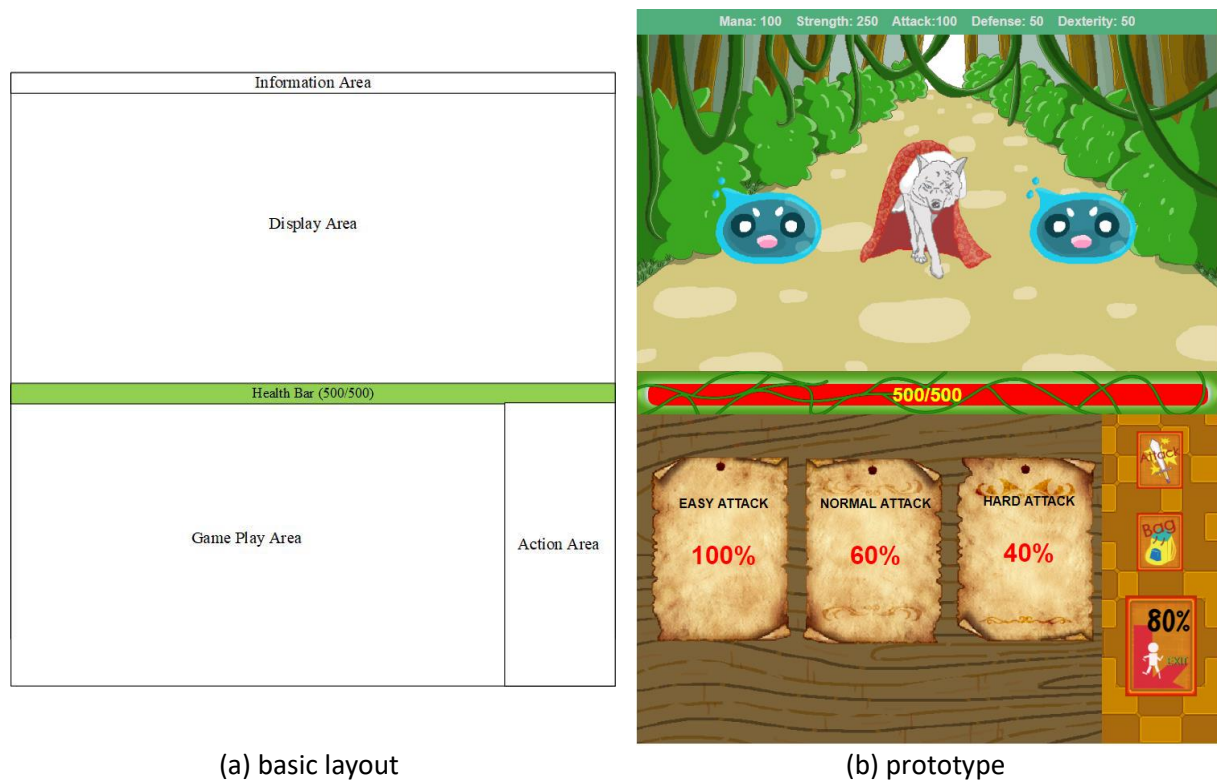 Information Area
Display Area
Health Bar (500/500)
Game Play Area
Action Area
(a) basic layout
Mana: 100 Strength: 250 Attack:100 Defense: 50 Dexterity: 50
500/500
EASY ATTACK
100%
NORMAL ATTACK
60%
HARD ATTACK
40%
Attack
Bag
80%
EXIT
(b) prototype